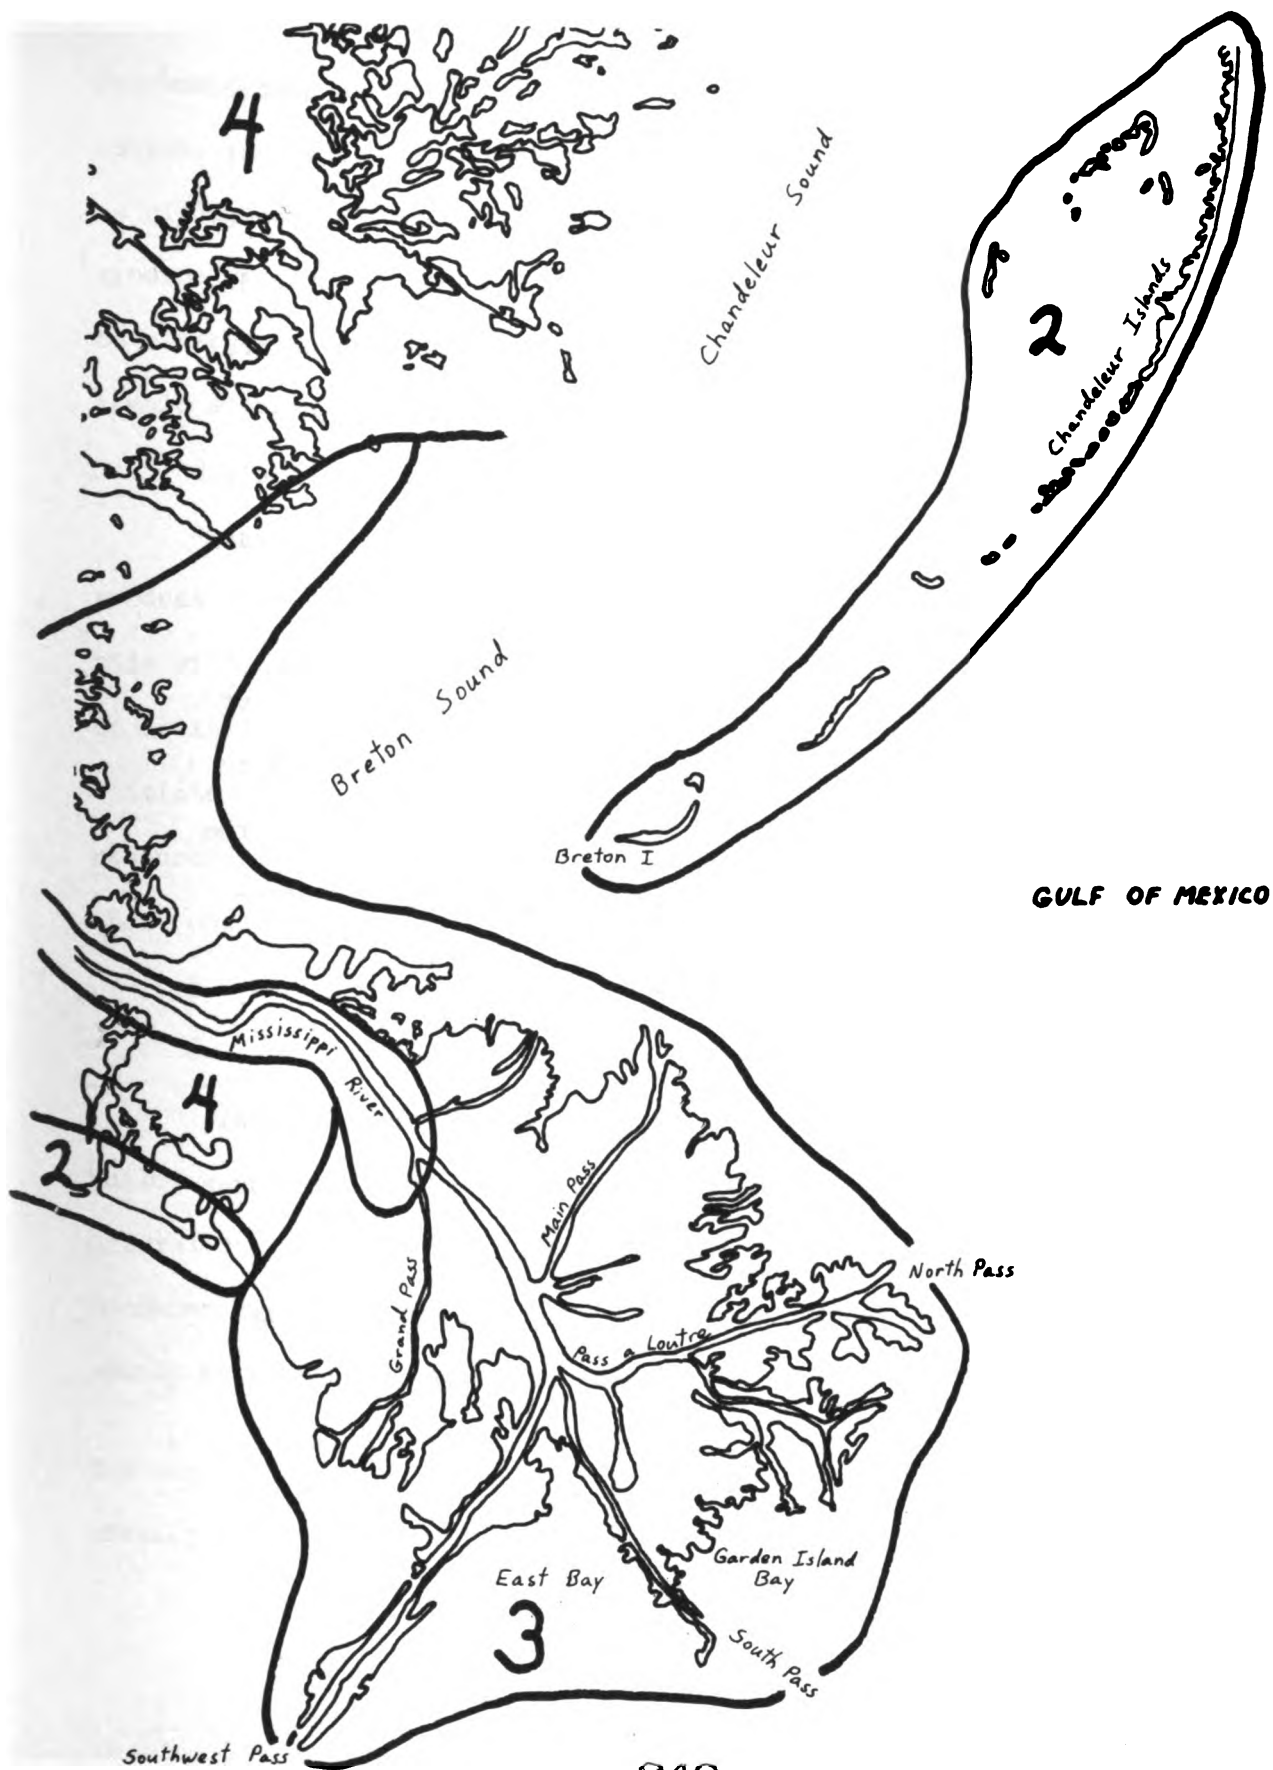 4
Chandeleur Sound
2
Chandeleur Islands
Breton Sound
Breton I
GULF OF MEXICO
Mississippi
River
4
2
Main Pass
North Pass
Grand Pass
Pass a Loutre
Garden Island
Bay
East Bay
3
South Pass
Southwest Pass